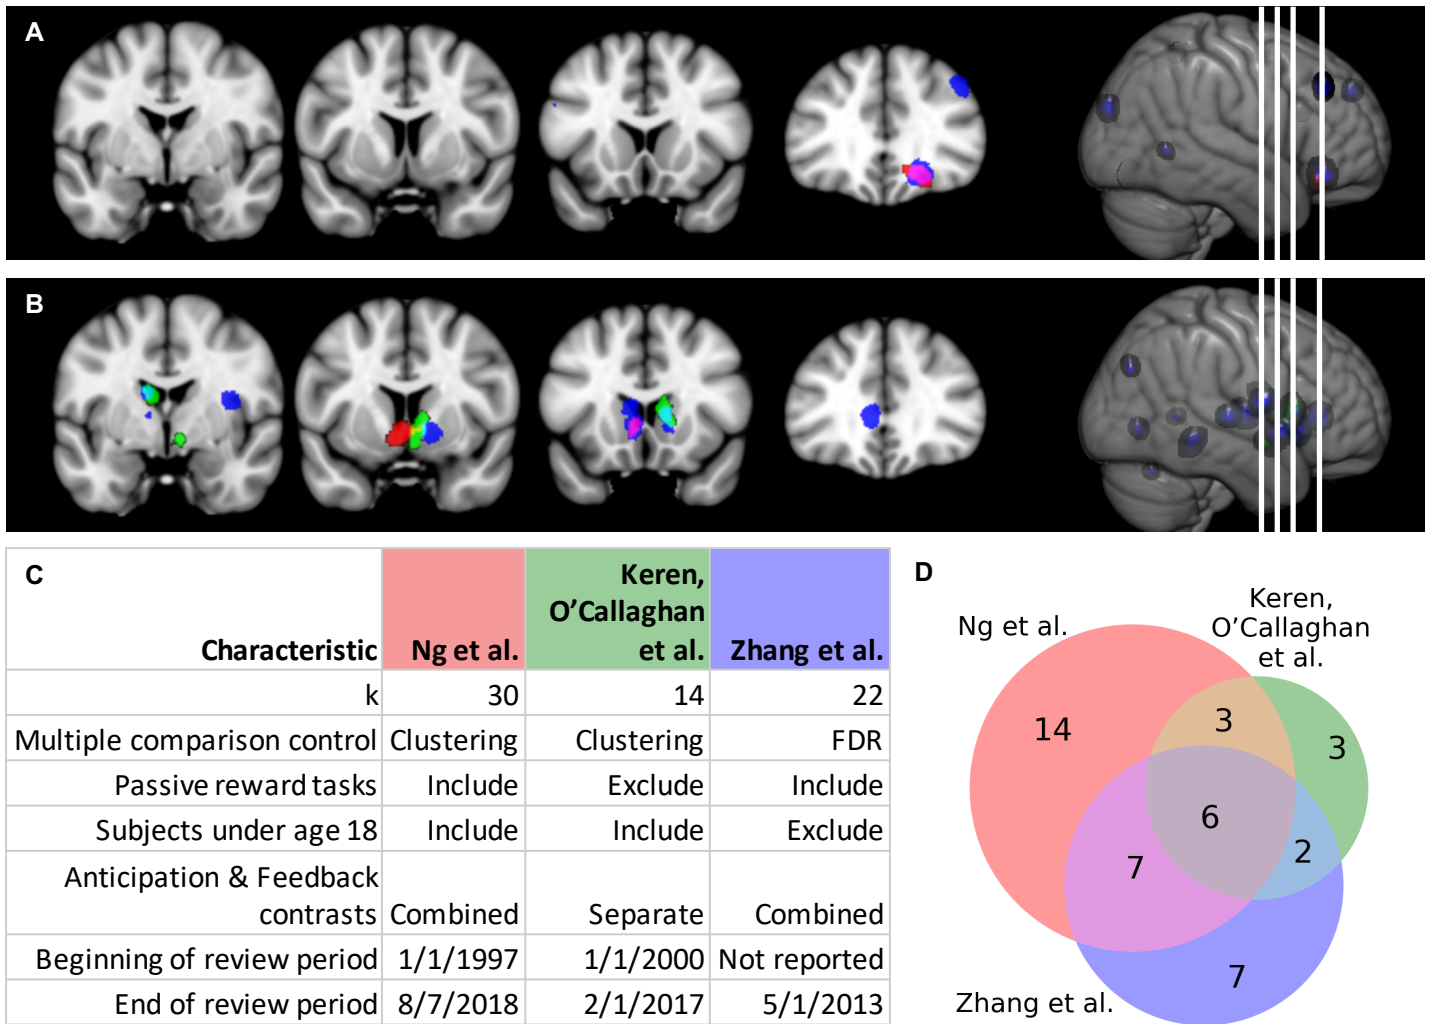 A
B
C
Characteristic
Ng et al.
Keren,
O’Callaghan
et al.
Zhang et al.
k 30 14 22
Multiple comparison control Clustering Clustering FDR
Passive reward tasks Include Exclude Include
Subjects under age 18 Include Include Exclude
Anticipation & Feedback
contrasts Combined Separate Combined
Beginning of review period 1/1/1997 1/1/2000 Not reported
End of review period 8/7/2018 2/1/2017 5/1/2013
D
Ng et al.
Keren,
O’Callaghan
et al.
14
3
3
6
7
2
7
Zhang et al.